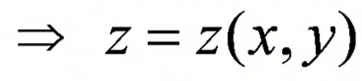 ⇒ z = z(x, y)